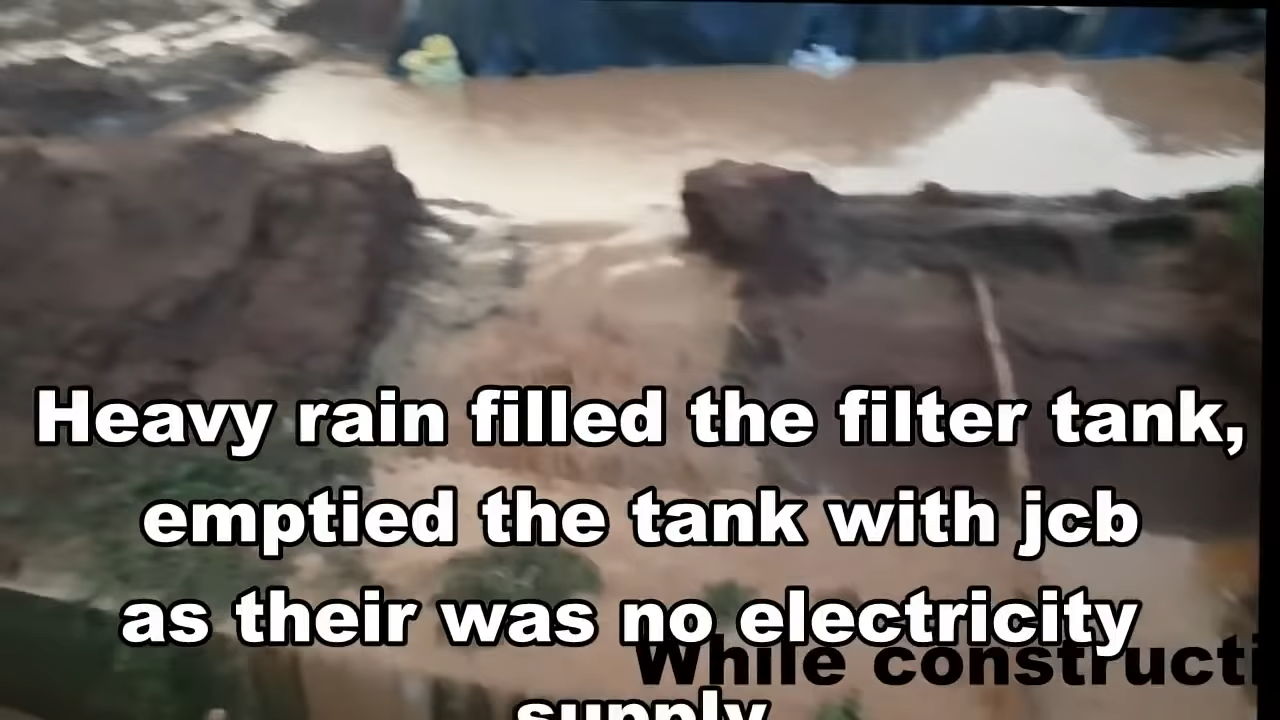 Heavy rain filled the filter tank,
emptied the tank with jcb
as their was no electricity
While constructi
supply